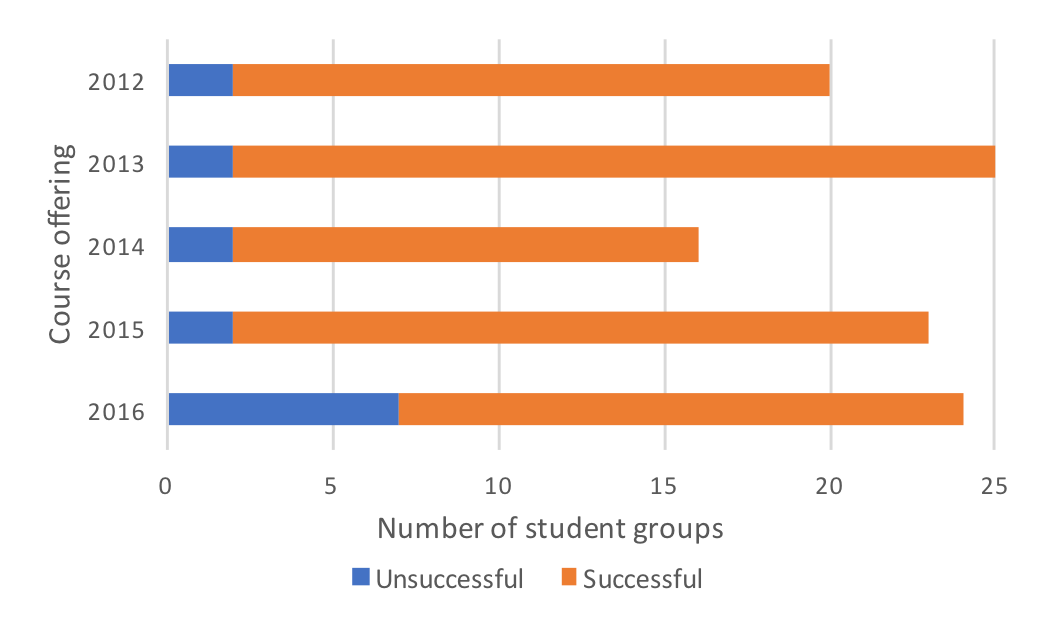 Course offering
2012
2013
2014
2015
2016
0 5 10 15 20 25
Number of student groups
Unsuccessful Successful